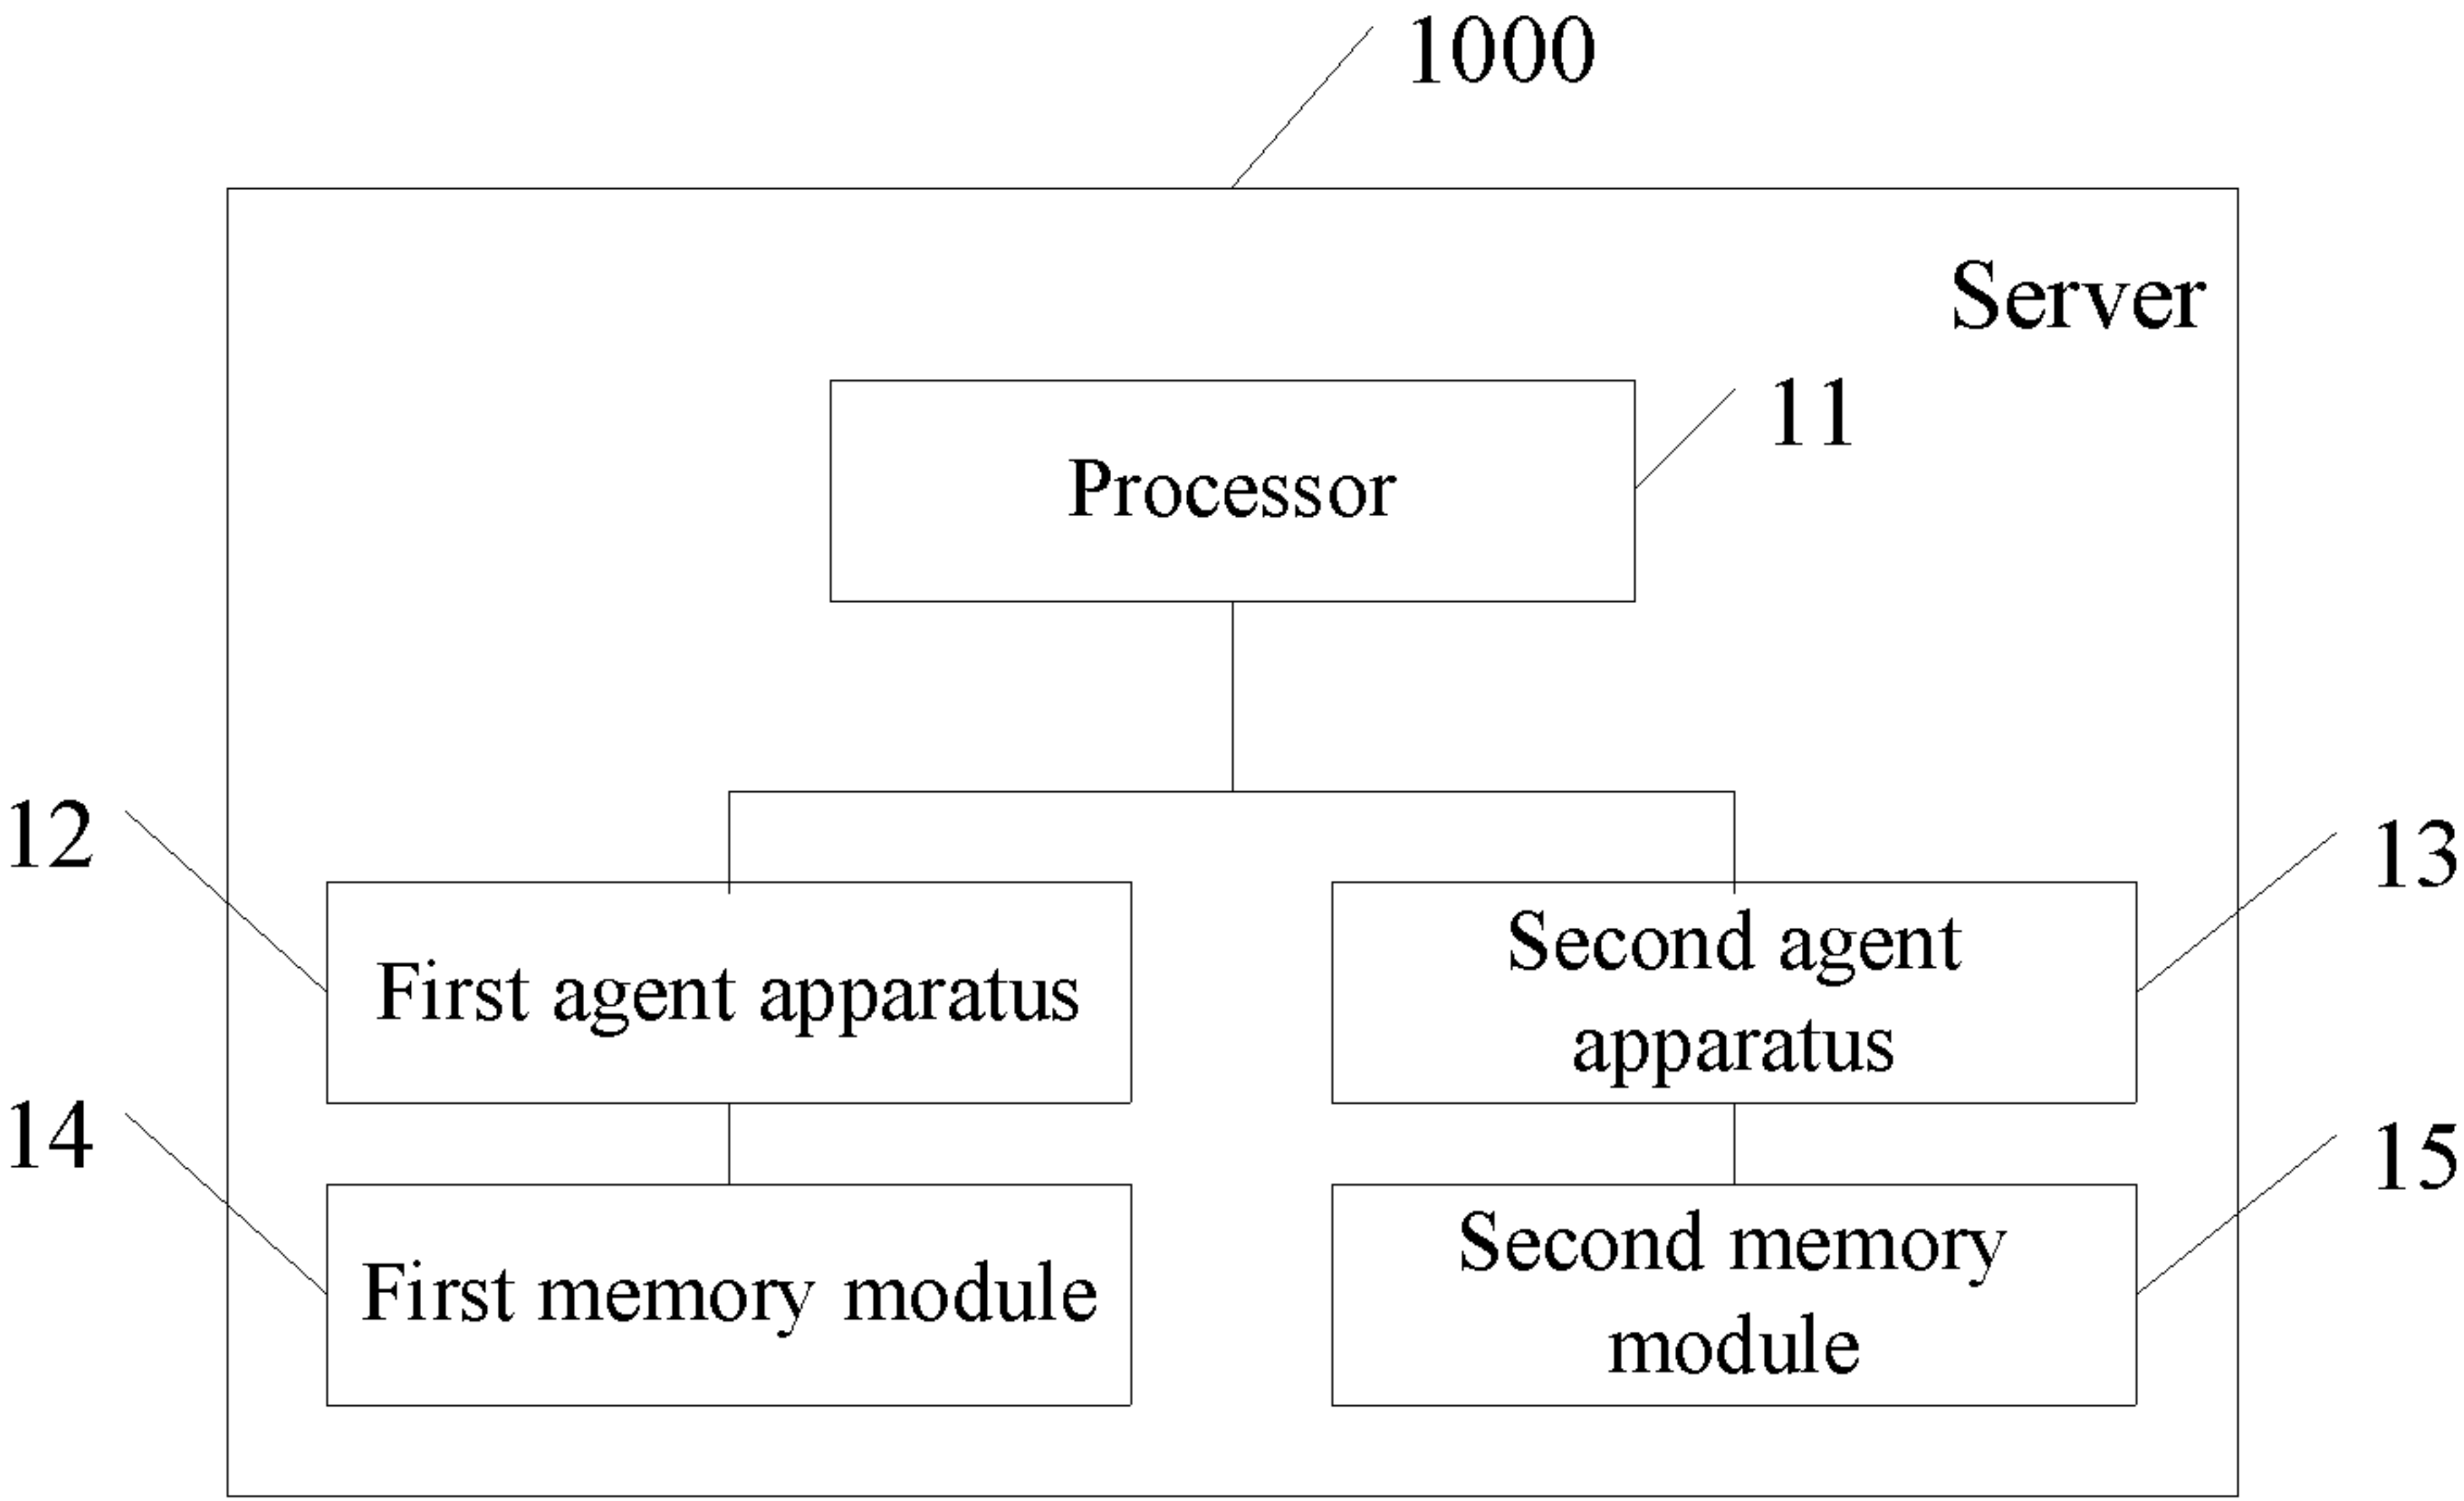 1000
Server
11
Processor
12
13
First agent apparatus
Second agent
apparatus
14
15
First memory module
Second memory
module